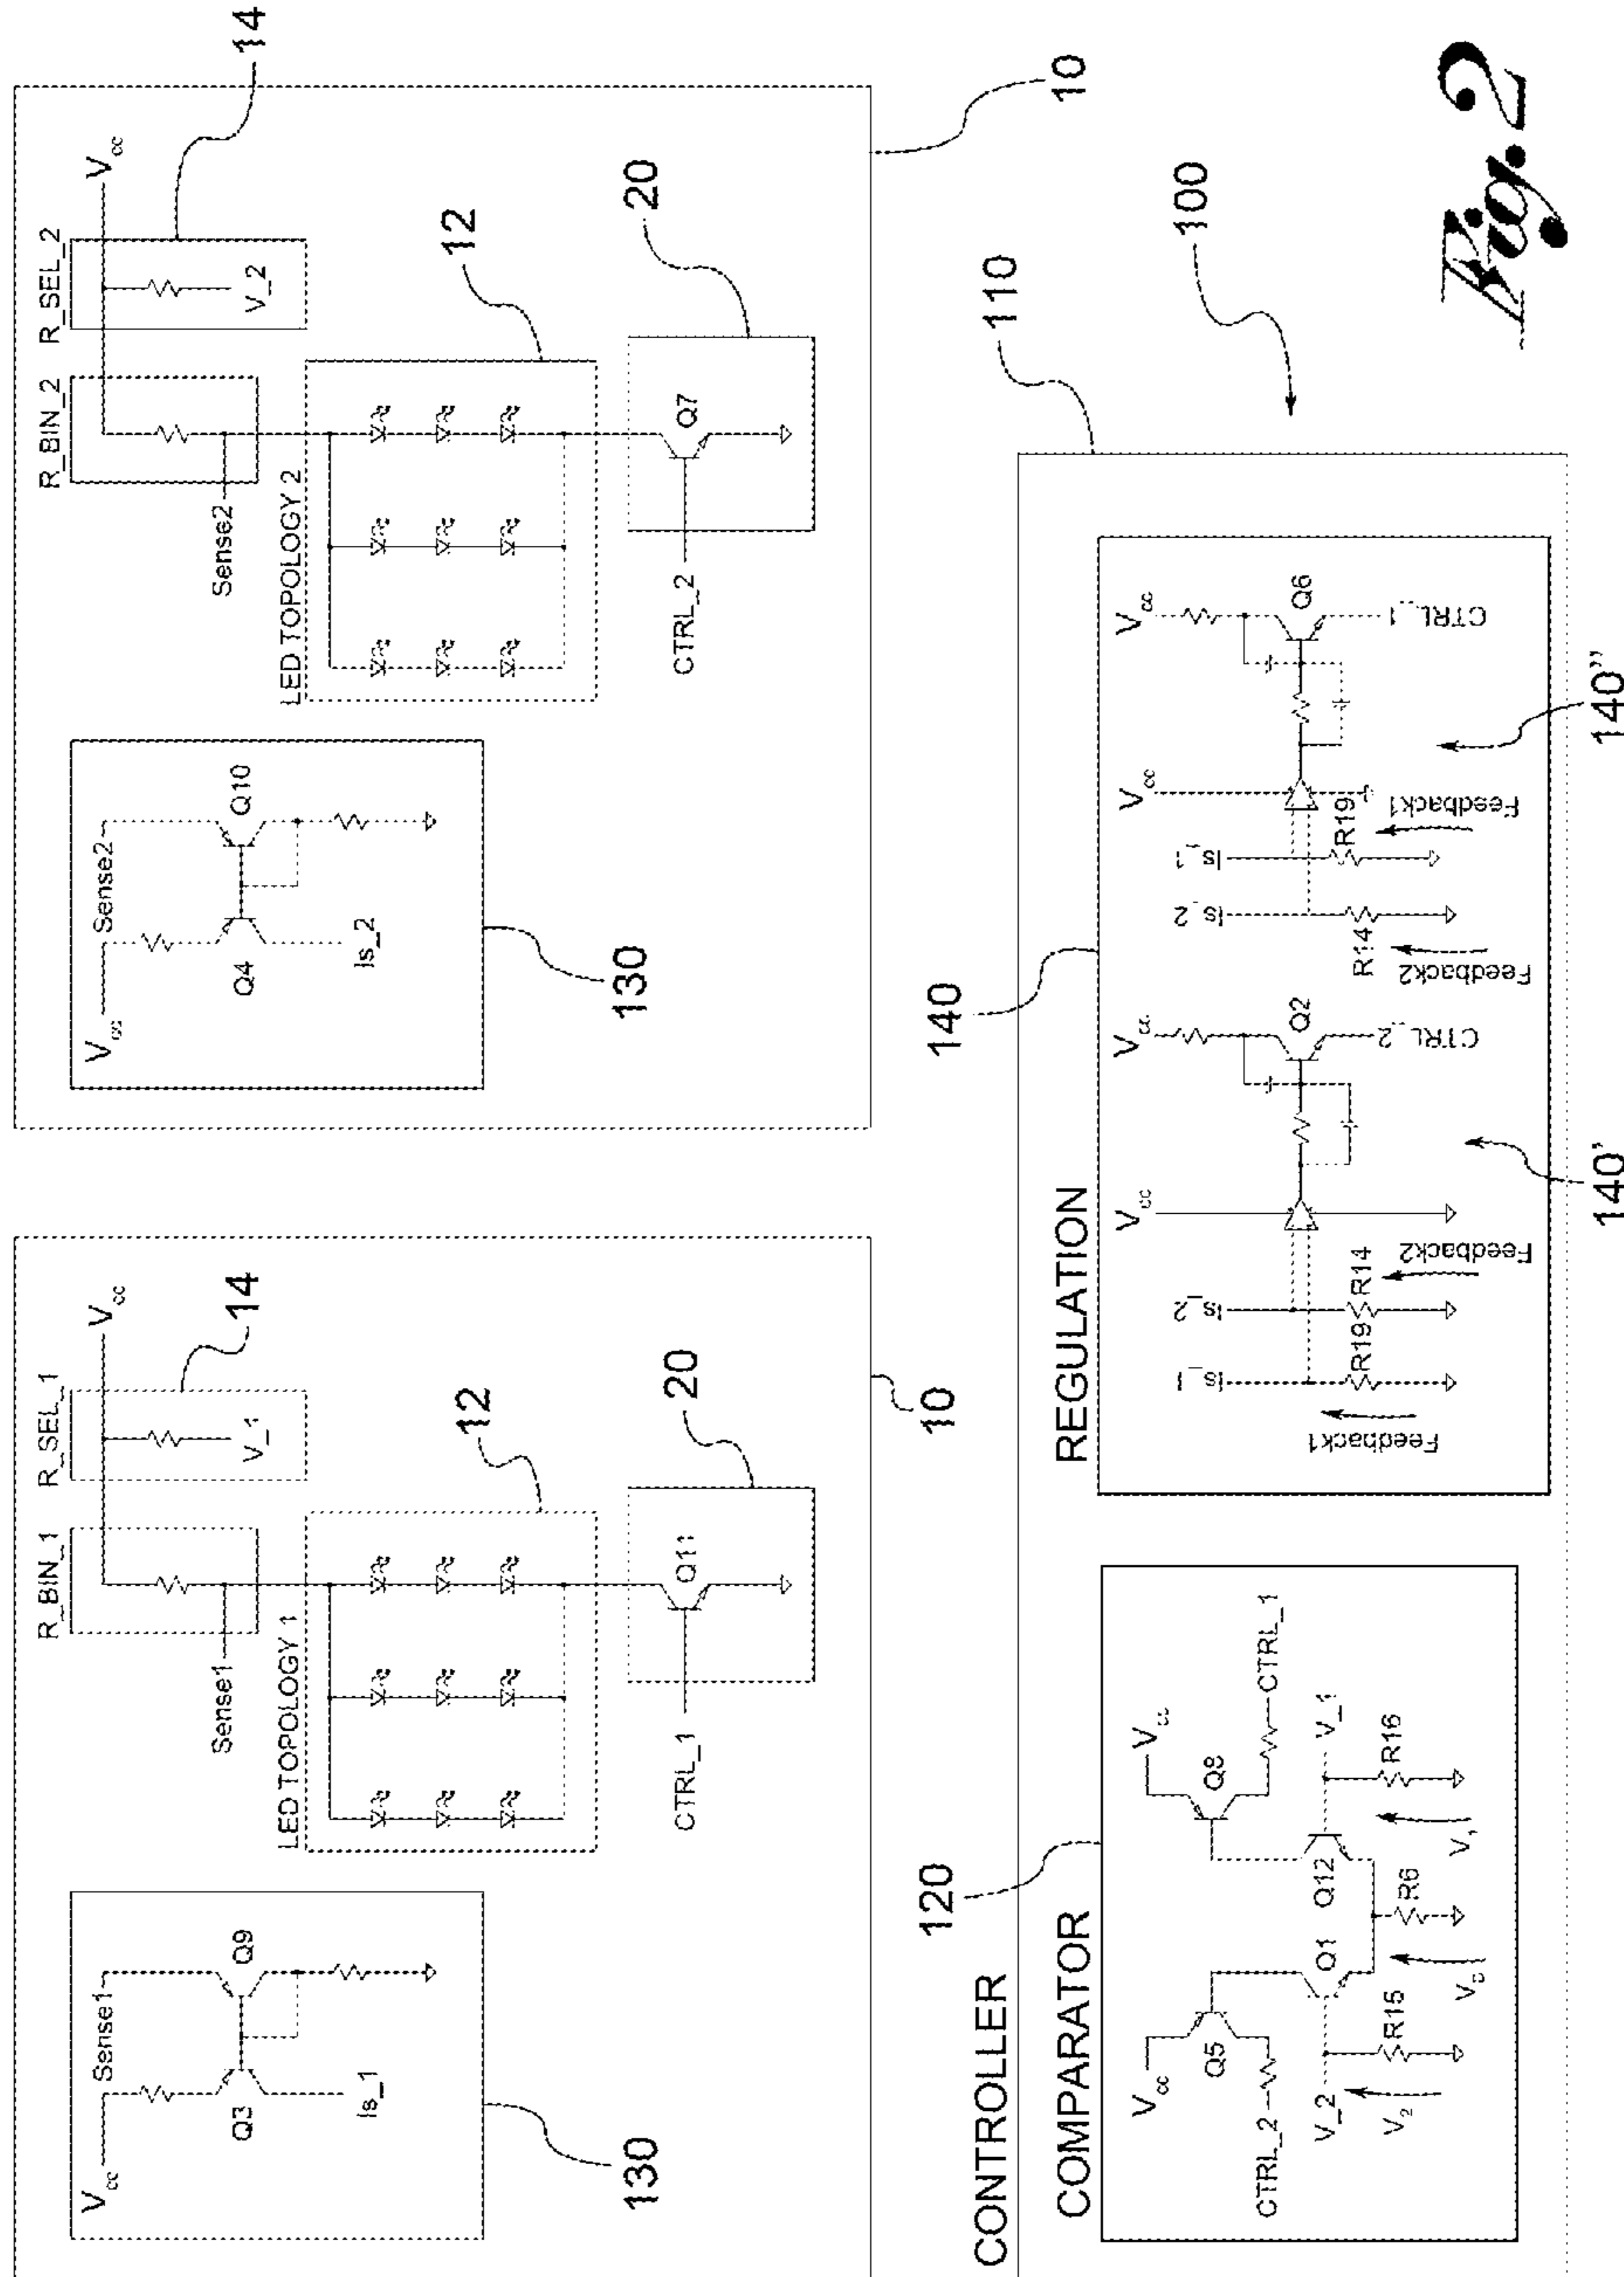 Vcc
Sense1
Q3
Q9
Is_1
130
R_BIN_1
R_SEL_1
Vcc
V_1
14
Sense1
LED TOPOLOGY 1
12
CTRL_1
Q11
20
10
Vcc
Sense2
Q4
Q10
Is_2
130
R_BIN_2
R_SEL_2
Vcc
V_2
14
Sense2
LED TOPOLOGY 2
12
CTRL_2
Q7
20
10
CONTROLLER
110
100
COMPARATOR
120
Vcc
Q5
CTRL_2
Vcc
Q8
CTRL_1
V_2
Q1
Q12
V_1
R15
R6
R16
V2
V1
REGULATION
140
Is_1
Is_2
R19
R14
Feedback1
Feedback2
Vcc
Vcc
Q2
CTRL_2
140'
Is_2
Is_1
R14
R19
Feedback2
Feedback1
Vcc
Vcc
Q6
CTRL_1
140''
Fig. 2